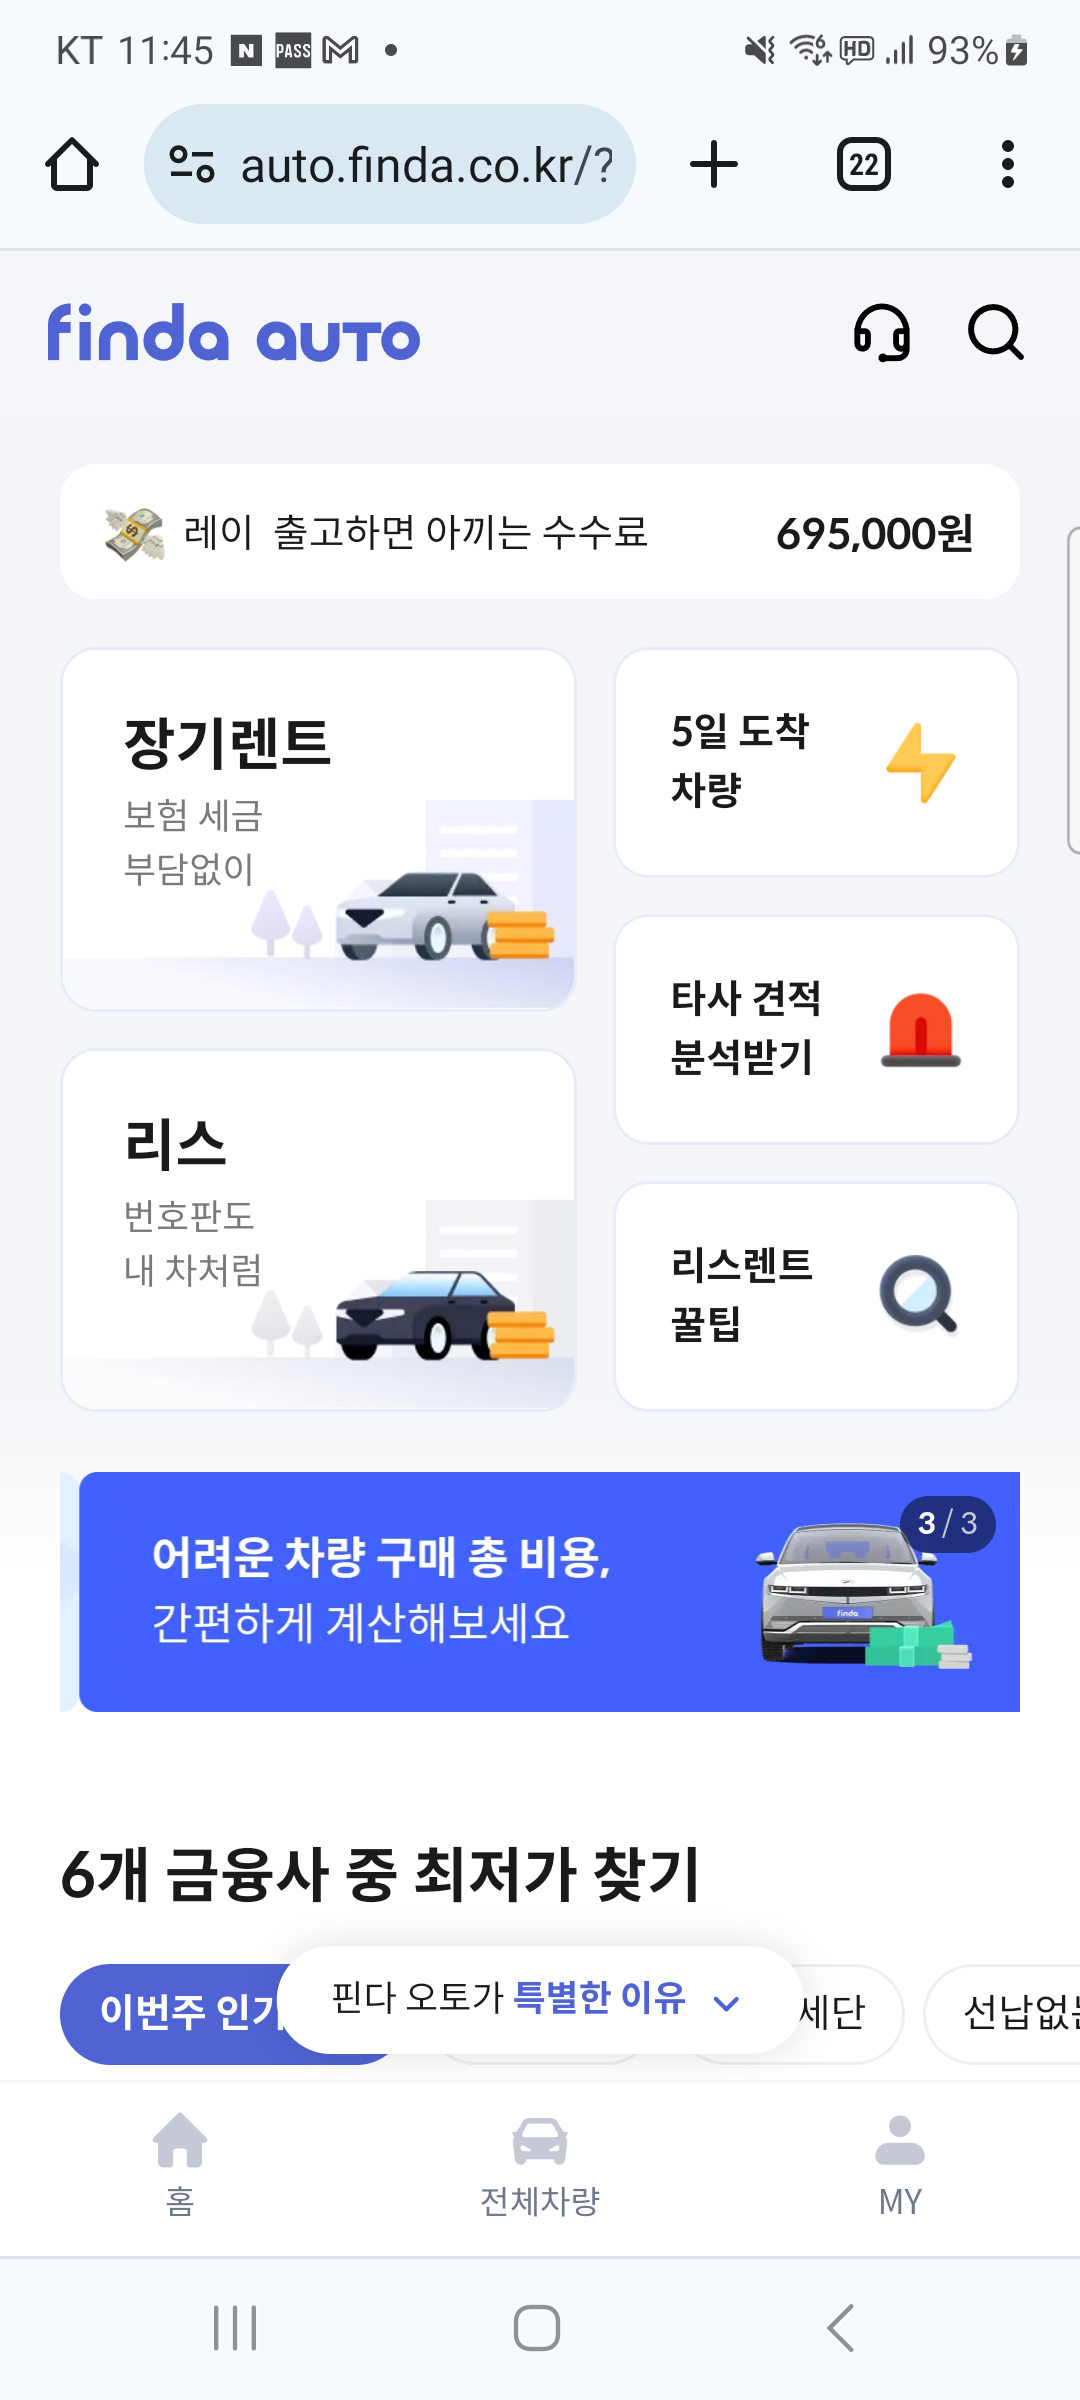 KT 11:45 N PASS 93%
auto.finda.co.kr/?
22
finda auto
레이 출고하면 아끼는 수수료 695,000원
장기렌트
보험 세금
부담없이
5일 도착
차량
타사 견적
분석받기
리스
번호판도
내 차처럼
리스렌트
꿀팁
어려운 차량 구매 총 비용,
간편하게 계산해보세요
3 / 3
finda
6개 금융사 중 최저가 찾기
이번주 인기
세단
선납없는
핀다 오토가 특별한 이유
홈
전체차량
MY